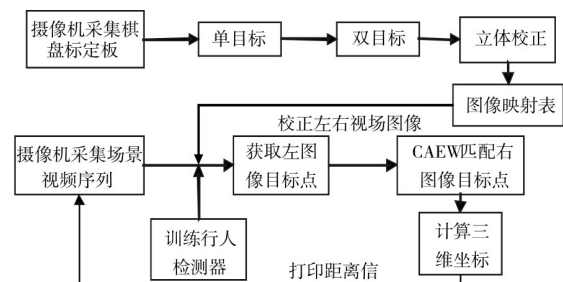 摄像机采集棋
盘标定板
单目标
双目标
立体校正
图像映射表
校正左右视场图像
摄像机采集场景
视频序列
获取左图
像目标点
CAEW匹配右
图像目标点
训练行人
检测器
计算三
维坐标
打印距离信